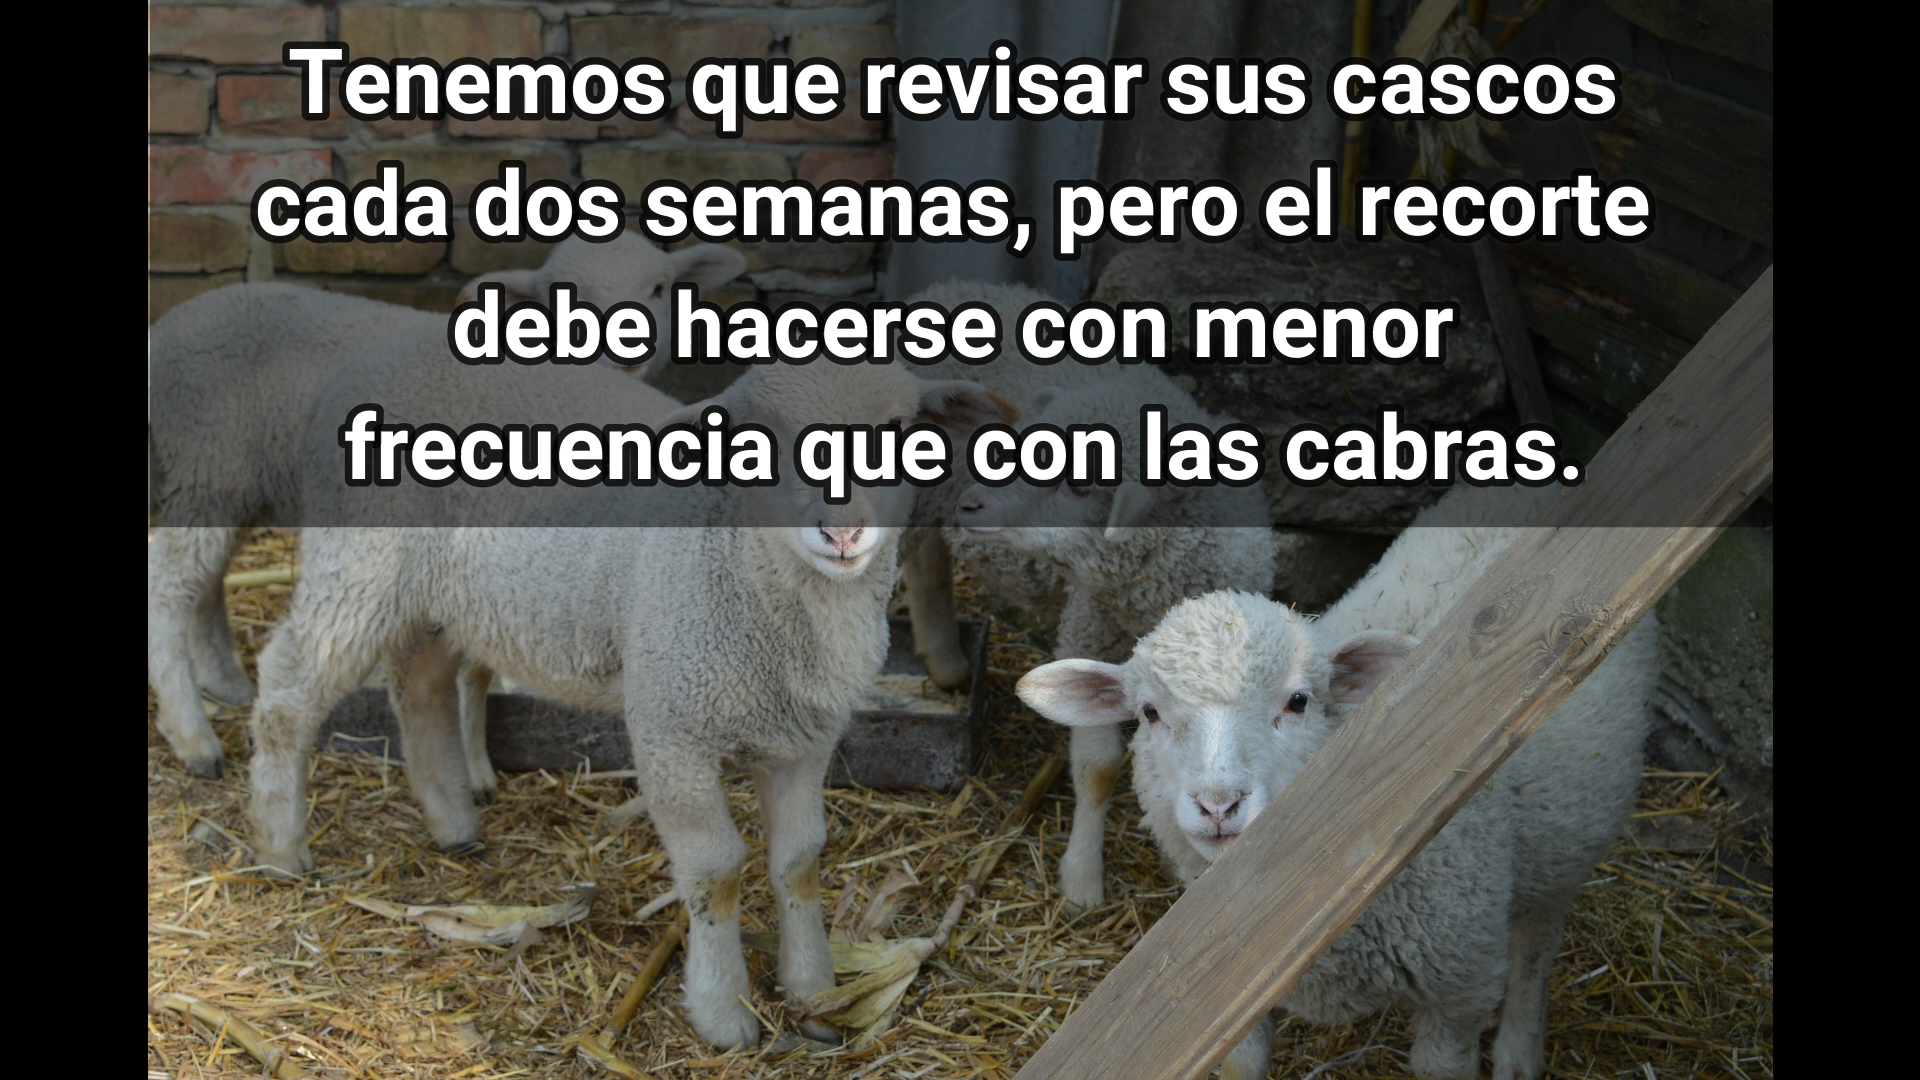 Tenemos que revisar sus cascos
cada dos semanas, pero el recorte
debe hacerse con menor
frecuencia que con las cabras.